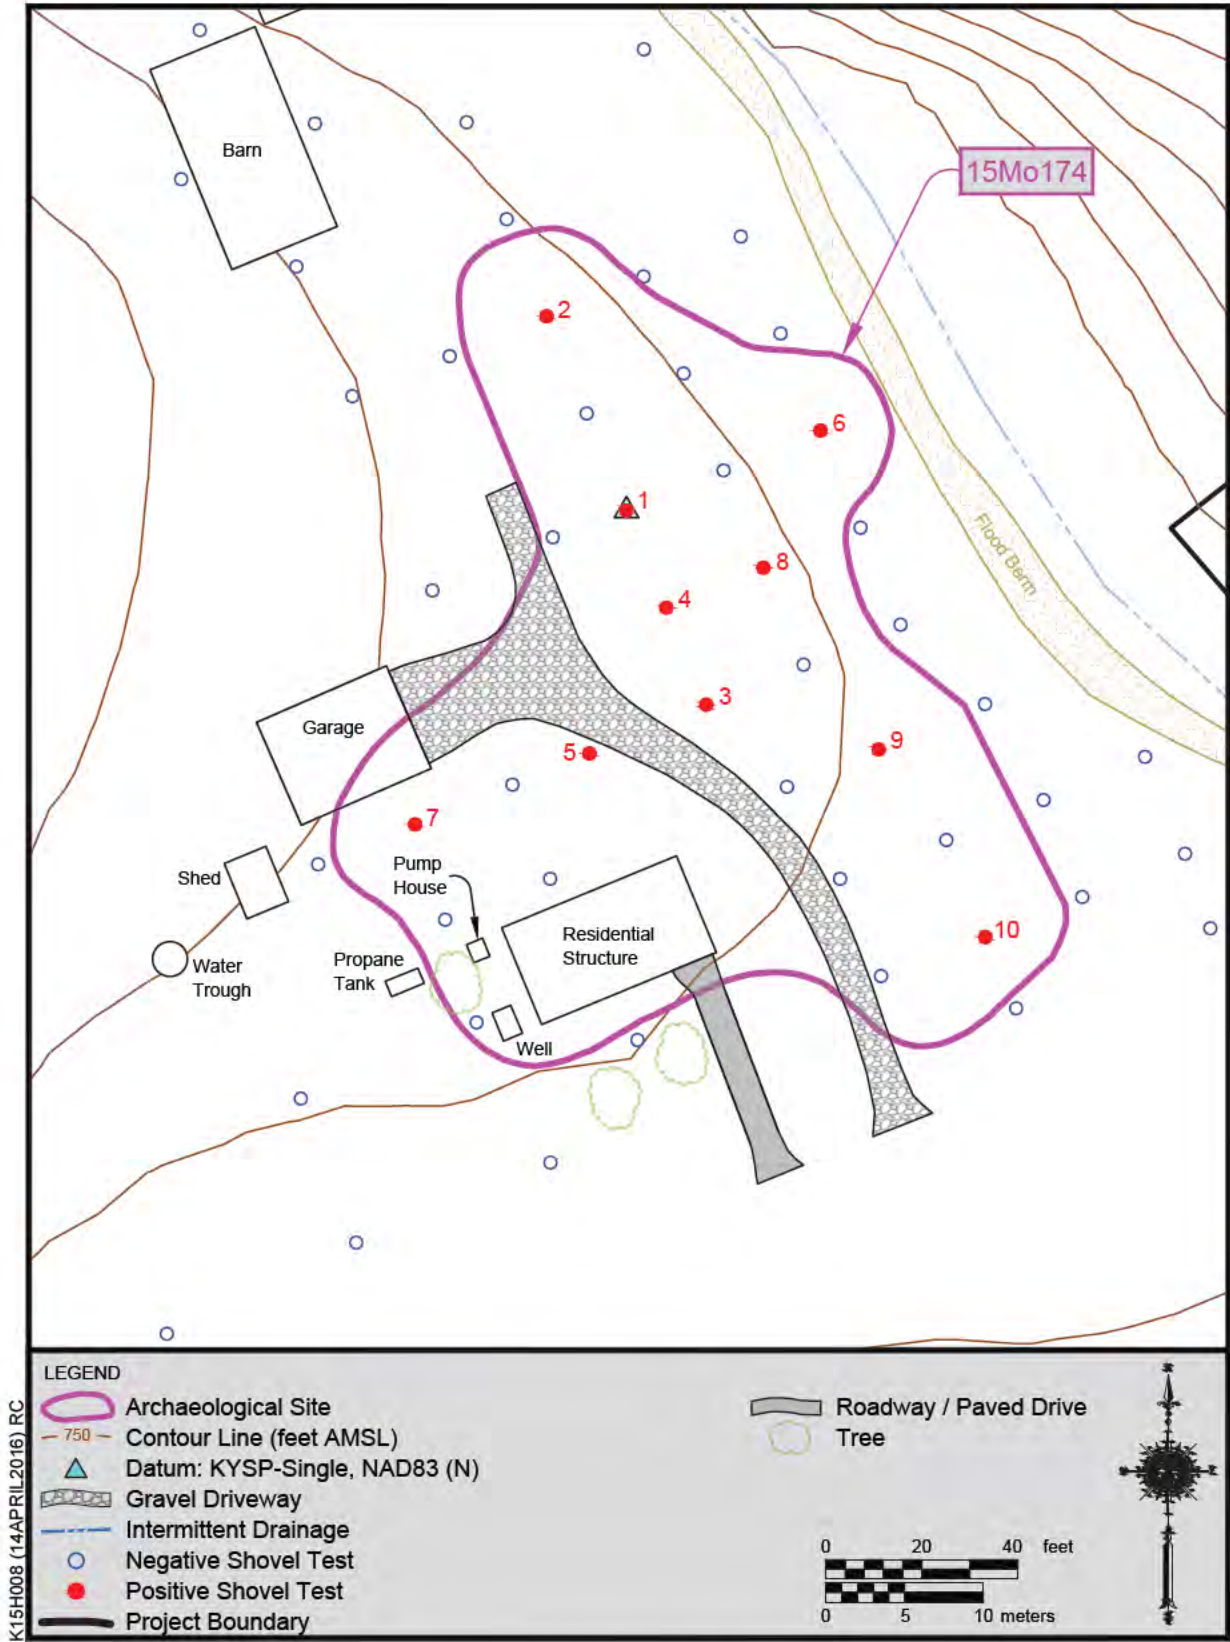 Barn
15Mo174
2
6
1
Flood Berm
8
4
3
Garage
5
9
7
Pump
House
Shed
10
Residential
Structure
Propane
Tank
Water
Trough
Well
LEGEND
Archaeological Site
750 Contour Line (feet AMSL)
Datum: KYSP-Single, NAD83 (N)
Gravel Driveway
Intermittent Drainage
Negative Shovel Test
Positive Shovel Test
Project Boundary
Roadway / Paved Drive
Tree
0 20 40 feet
0 5 10 meters
K15H008 (14APRIL2016) RC